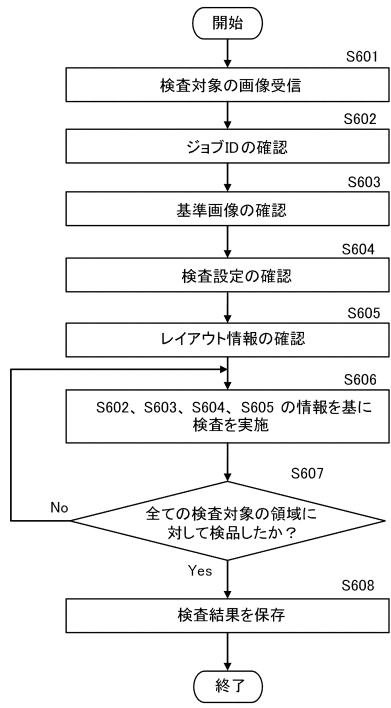 開始
S601
検査対象の画像受信
S602
ジョブIDの確認
S603
基準画像の確認
S604
検査設定の確認
S605
レイアウト情報の確認
S606
S602、S603、S604、S605 の情報を基に
検査を実施
S607
全ての検査対象の領域に
対して検品したか？
No
Yes
S608
検査結果を保存
終了